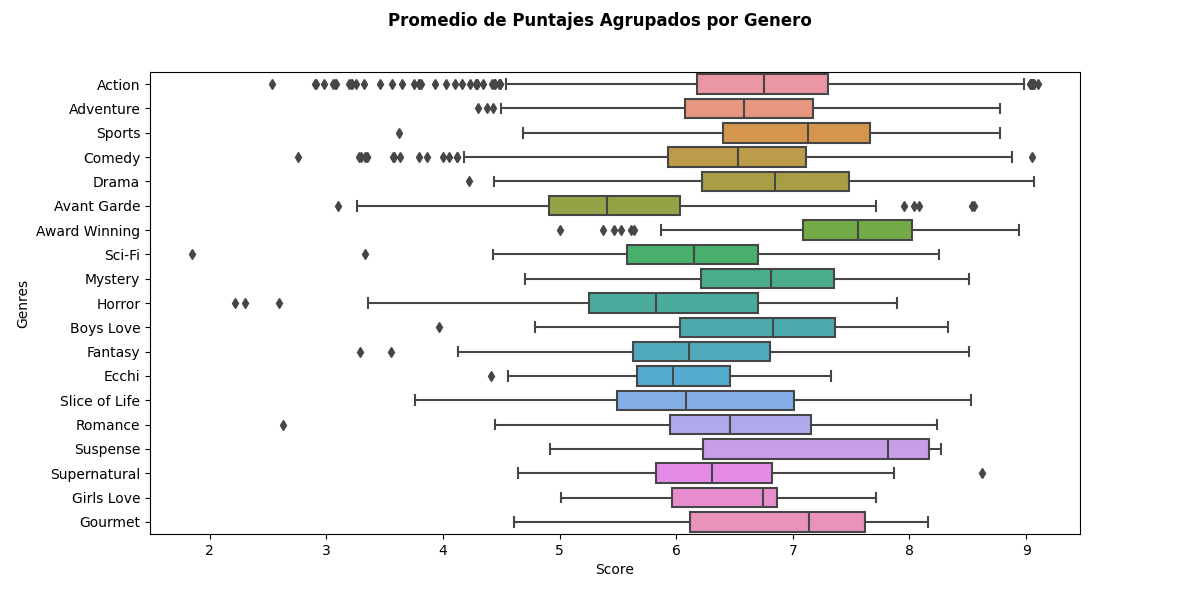 Promedio de Puntajes Agrupados por Genero
Genres
Action
Adventure
Sports
Comedy
Drama
Avant Garde
Award Winning
Sci-Fi
Mystery
Horror
Boys Love
Fantasy
Ecchi
Slice of Life
Romance
Suspense
Supernatural
Girls Love
Gourmet
2 3 4 5 6 7 8 9
Score